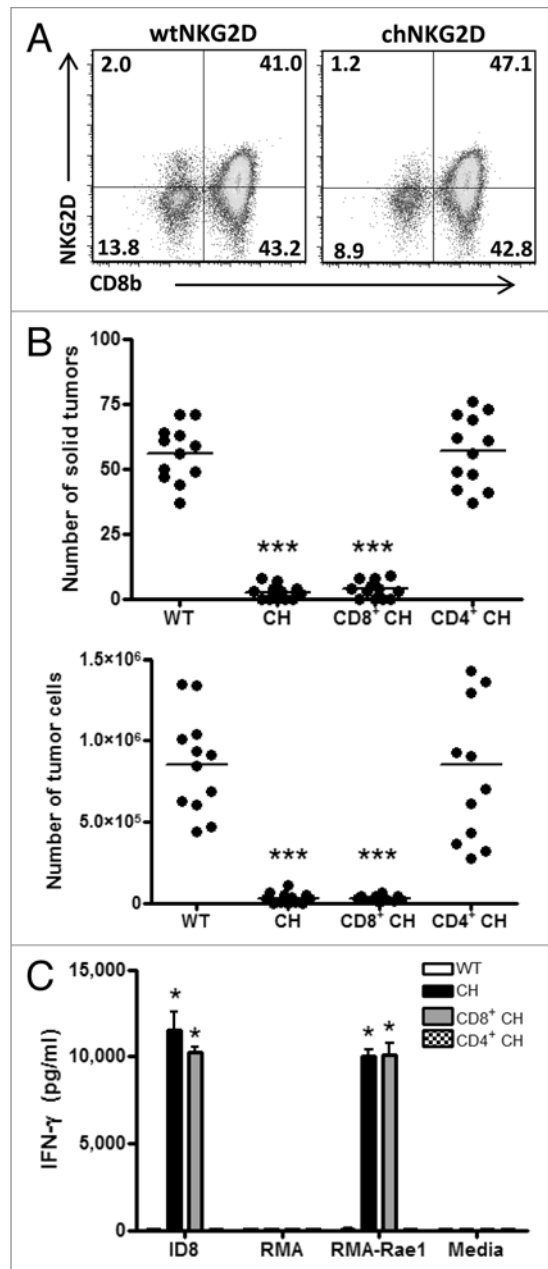 A
wtNKG2D chNKG2D
2.0 41.0 1.2 47.1
NKG2D
13.8 43.2 8.9 42.8
CD8b
B
Number of solid tumors
100
75
50
25
0
*** ***
WT CH CD8⁺ CH CD4⁺ CH
Number of tumor cells
1.5×10⁶
1.0×10⁶
5.0×10⁵
0
*** ***
WT CH CD8⁺ CH CD4⁺ CH
C
IFN-γ (pg/ml)
15,000
10,000
5,000
0
* * * *
WT
CH
CD8⁺ CH
CD4⁺ CH
ID8 RMA RMA-Rae1 Media